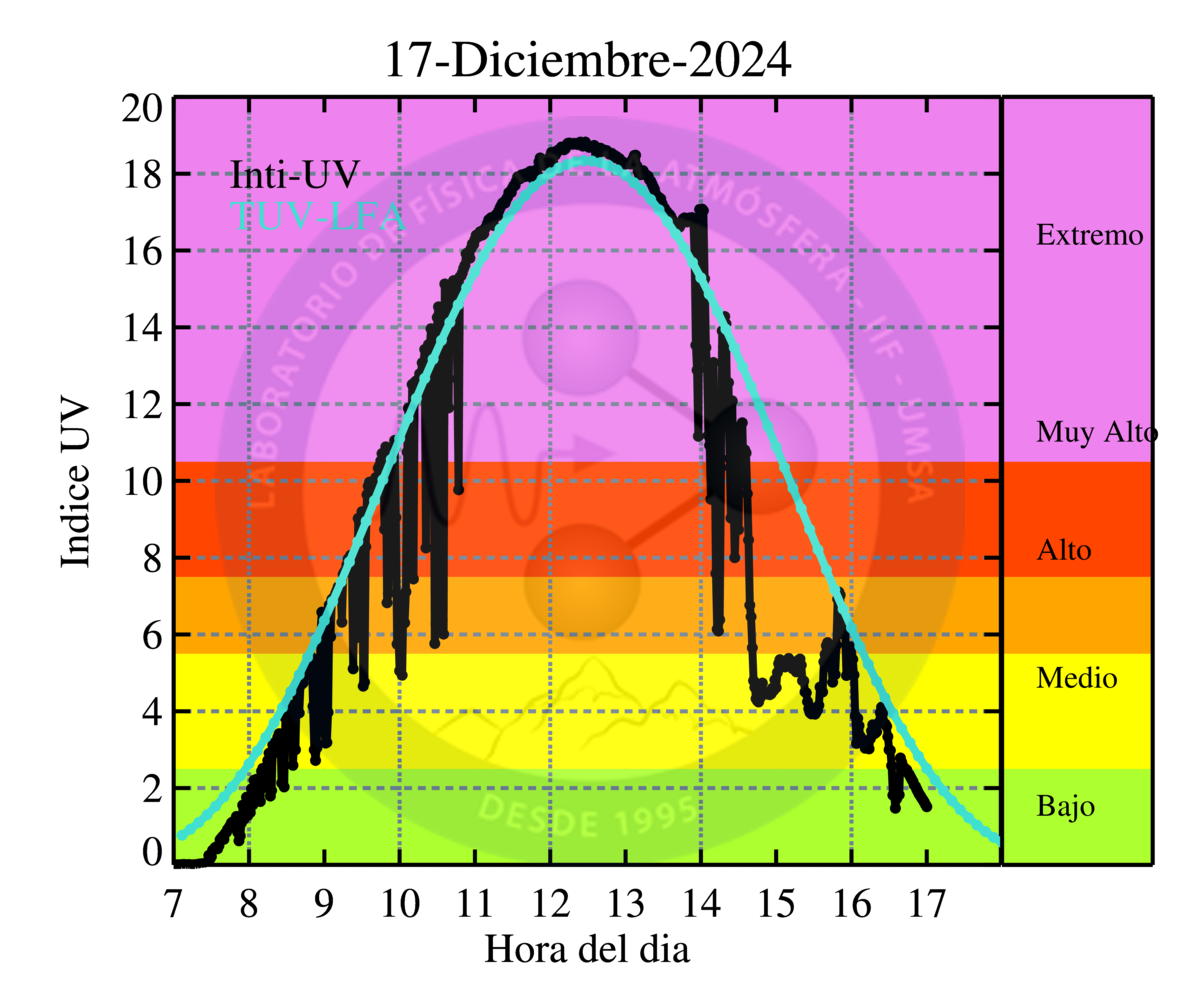 17-Diciembre-2024
Indice UV
20
18
16
14
12
10
8
6
4
2
0
Inti-UV
TUV-LFA
LABORATORIO DE FÍSICA DE LA ATMÓSFERA - IIF - UMSA
DESDE 1995
Extremo
Muy Alto
Alto
Medio
Bajo
7 8 9 10 11 12 13 14 15 16 17
Hora del dia